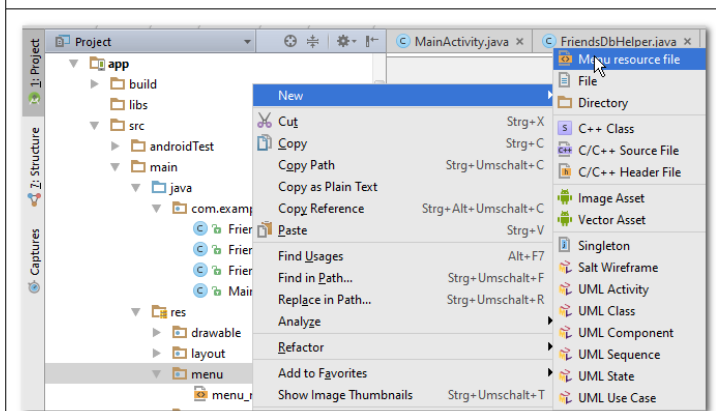 Project
MainActivity.java
FriendsDbHelper.java
1: Project
Z: Structure
Captures
app
build
libs
src
androidTest
main
java
com.examp
Frier
Frier
Frier
Mai
res
drawable
layout
menu
menu_r
New
Cut Strg+X
Copy Strg+C
Copy Path Strg+Umschalt+C
Copy as Plain Text
Copy Reference Strg+Alt+Umschalt+C
Paste Strg+V
Find Usages Alt+F7
Find in Path... Strg+Umschalt+F
Replace in Path... Strg+Umschalt+R
Analyze
Refactor
Add to Favorites
Show Image Thumbnails Strg+Umschalt+T
Menu resource file
File
Directory
C++ Class
C/C++ Source File
C/C++ Header File
Image Asset
Vector Asset
Singleton
Salt Wireframe
UML Activity
UML Class
UML Component
UML Sequence
UML State
UML Use Case